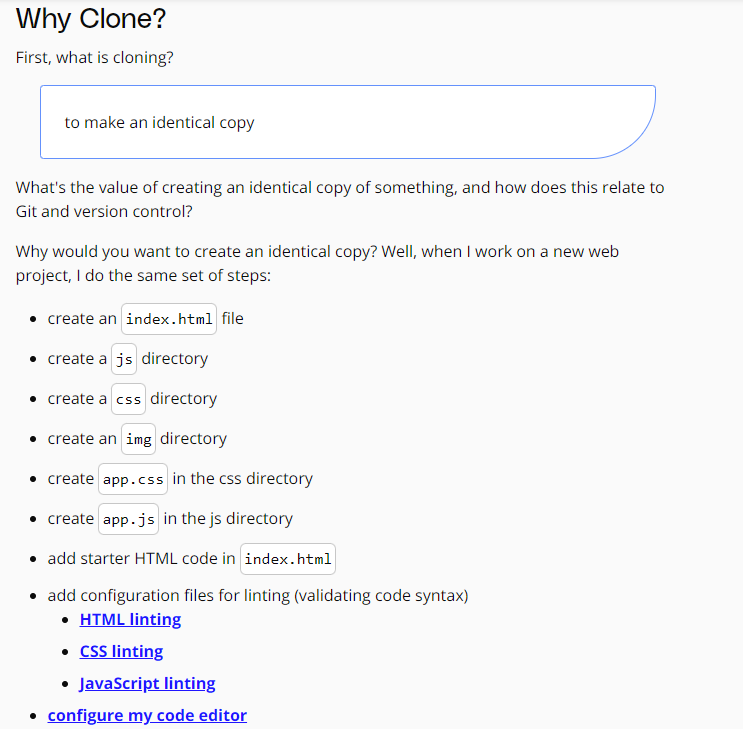 Why Clone?
First, what is cloning?
to make an identical copy
What's the value of creating an identical copy of something, and how does this relate to
Git and version control?
Why would you want to create an identical copy? Well, when I work on a new web
project, I do the same set of steps:
create an index.html file
create a js directory
create a css directory
create an img directory
create app.css in the css directory
create app.js in the js directory
add starter HTML code in index.html
add configuration files for linting (validating code syntax)
HTML linting
CSS linting
JavaScript linting
configure my code editor